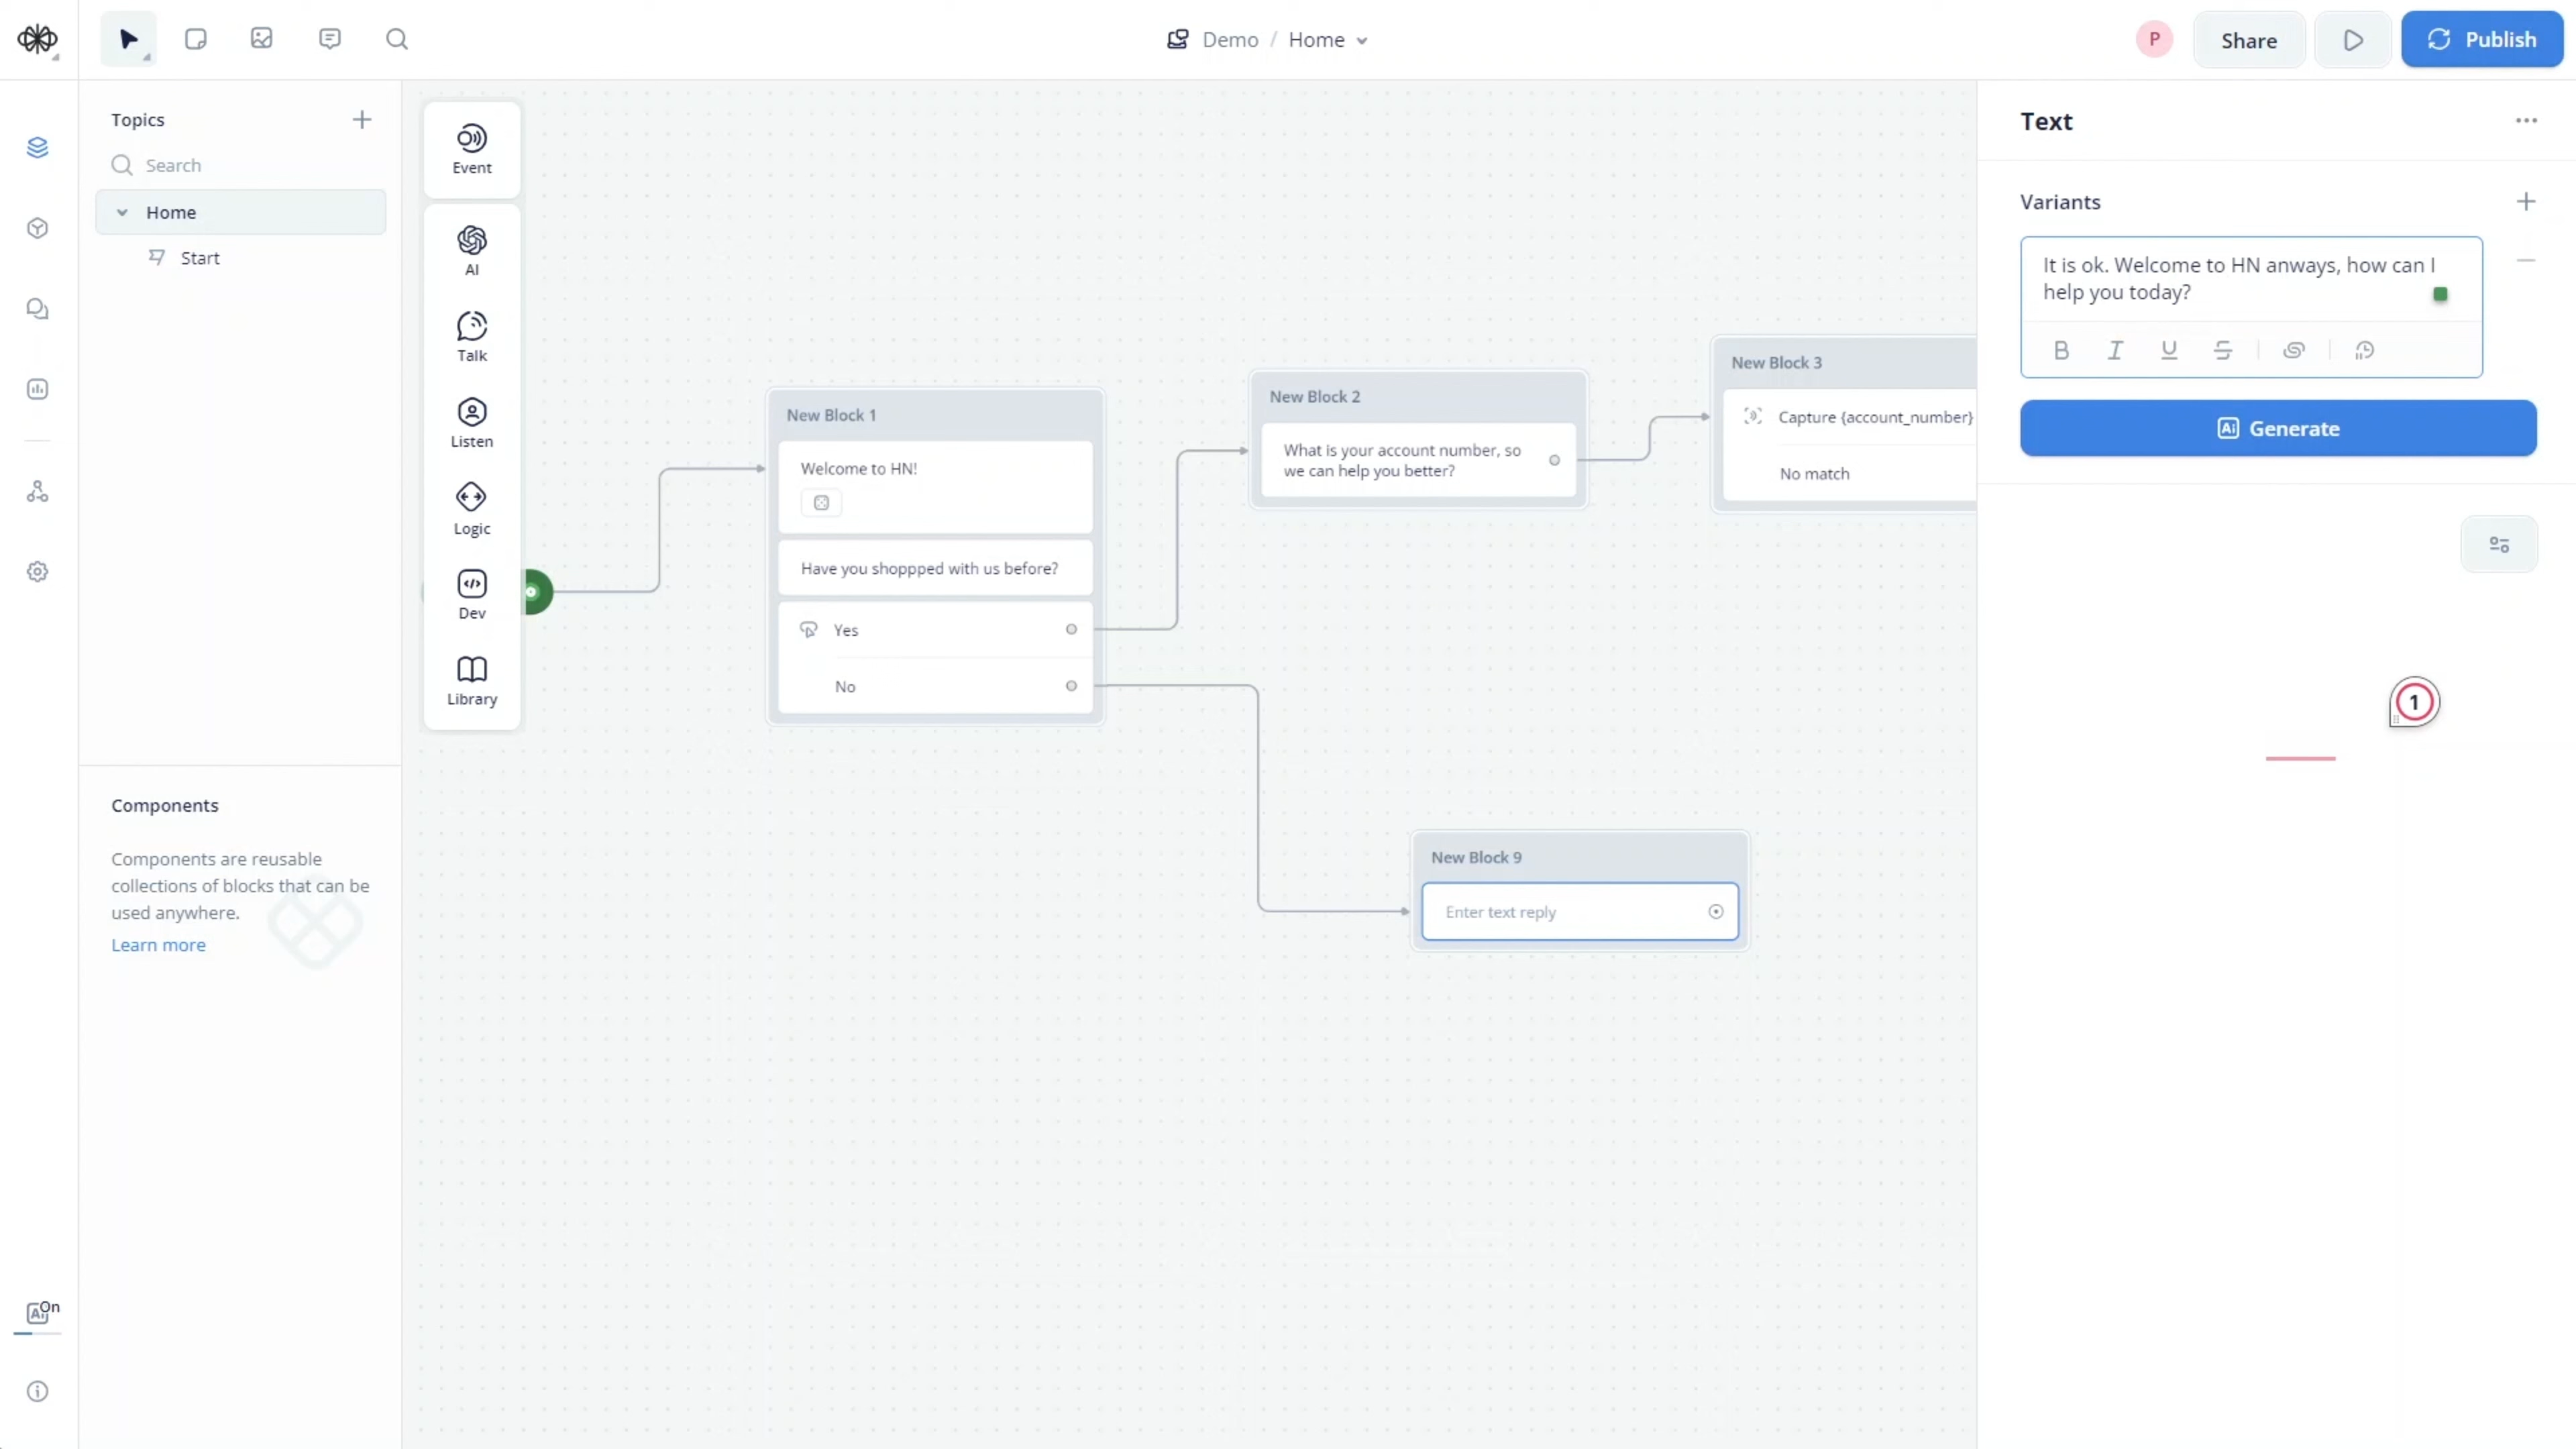 Demo / Home
P
Share
Publish
Topics
Search
Home
Start
Components
Components are reusable
collections of blocks that can be
used anywhere.
Learn more
On
Ai
Event
AI
Talk
Listen
Logic
Dev
Library
New Block 1
Welcome to HN!
Have you shoppped with us before?
Yes
No
New Block 2
What is your account number, so
we can help you better?
New Block 3
Capture {account_number}
No match
New Block 9
Enter text reply
Text
Variants
It is ok. Welcome to HN anways, how can I
help you today?
B I U S
Ai Generate
1